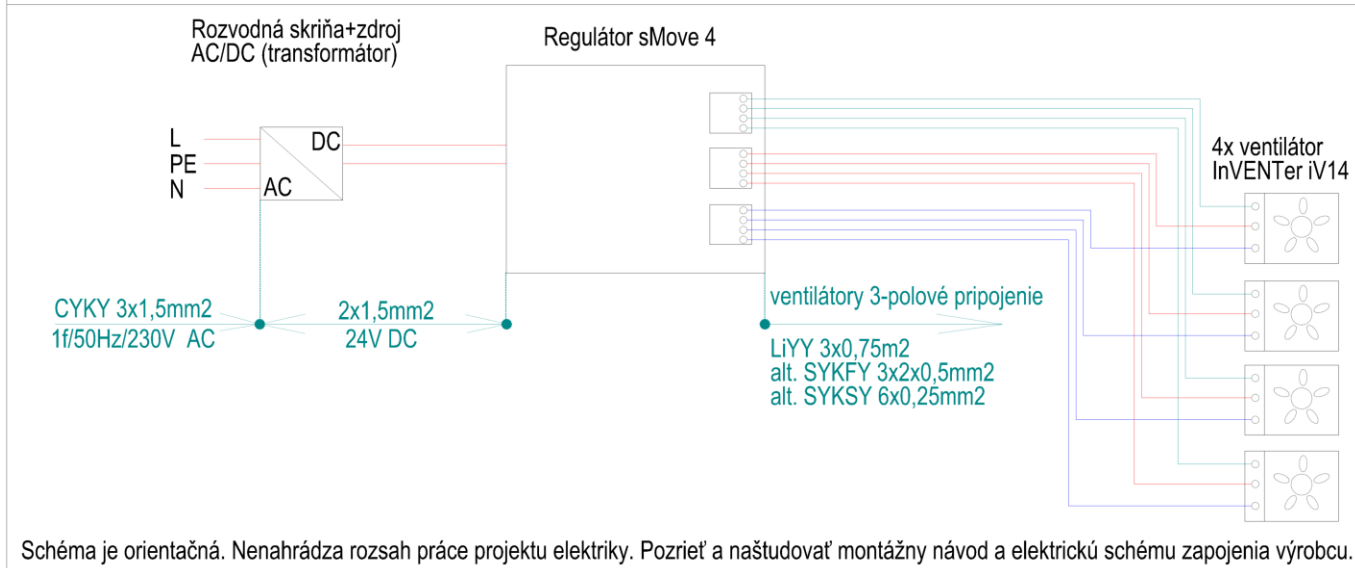 Rozvodná skriňa+zdroj
AC/DC (transformátor)
Regulátor sMove 4
L
PE
N
DC
AC
4x ventilátor
InVENTer iV14
CYKY 3x1,5mm2
1f/50Hz/230V AC
2x1,5mm2
24V DC
ventilátory 3-polové pripojenie
LiYY 3x0,75m2
alt. SYKFY 3x2x0,5mm2
alt. SYKSY 6x0,25mm2
Schéma je orientačná. Nenahrádza rozsah práce projektu elektriky. Pozrieť a naštudovať montážny návod a elektrickú schému zapojenia výrobcu.